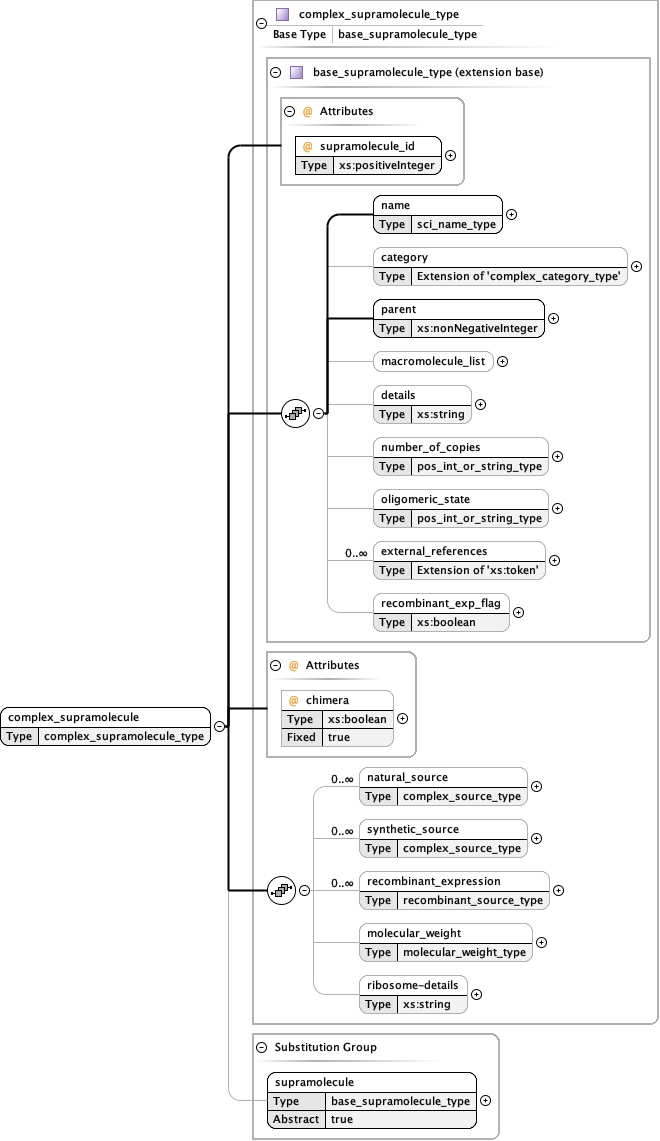 complex_supramolecule_type
Base Type base_supramolecule_type
base_supramolecule_type (extension base)
@ Attributes
@ supramolecule_id
Type xs:positiveInteger
name
Type sci_name_type
category
Type Extension of 'complex_category_type'
parent
Type xs:nonNegativeInteger
macromolecule_list
details
Type xs:string
number_of_copies
Type pos_int_or_string_type
oligomeric_state
Type pos_int_or_string_type
0..∞ external_references
Type Extension of 'xs:token'
recombinant_exp_flag
Type xs:boolean
@ Attributes
@ chimera
Type xs:boolean
Fixed true
complex_supramolecule
Type complex_supramolecule_type
0..∞ natural_source
Type complex_source_type
0..∞ synthetic_source
Type complex_source_type
0..∞ recombinant_expression
Type recombinant_source_type
molecular_weight
Type molecular_weight_type
ribosome-details
Type xs:string
Substitution Group
supramolecule
Type base_supramolecule_type
Abstract true